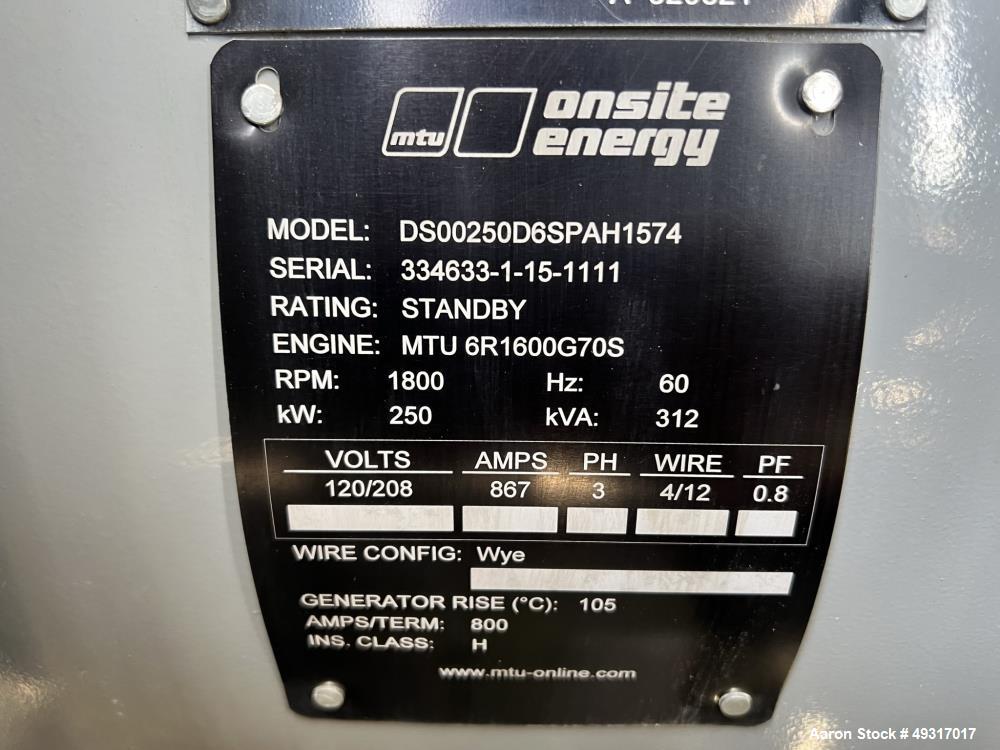 mtu onsite energy
MODEL: DS00250D6SPAH1574
SERIAL: 334633-1-15-1111
RATING: STANDBY
ENGINE: MTU 6R1600G70S
RPM: 1800 Hz: 60
kW: 250 kVA: 312
VOLTS AMPS PH WIRE PF
120/208 867 3 4/12 0.8
WIRE CONFIG: Wye
GENERATOR RISE (°C): 105
AMPS/TERM: 800
INS. CLASS: H
www.mtu-online.com
Aaron Stock # 49317017